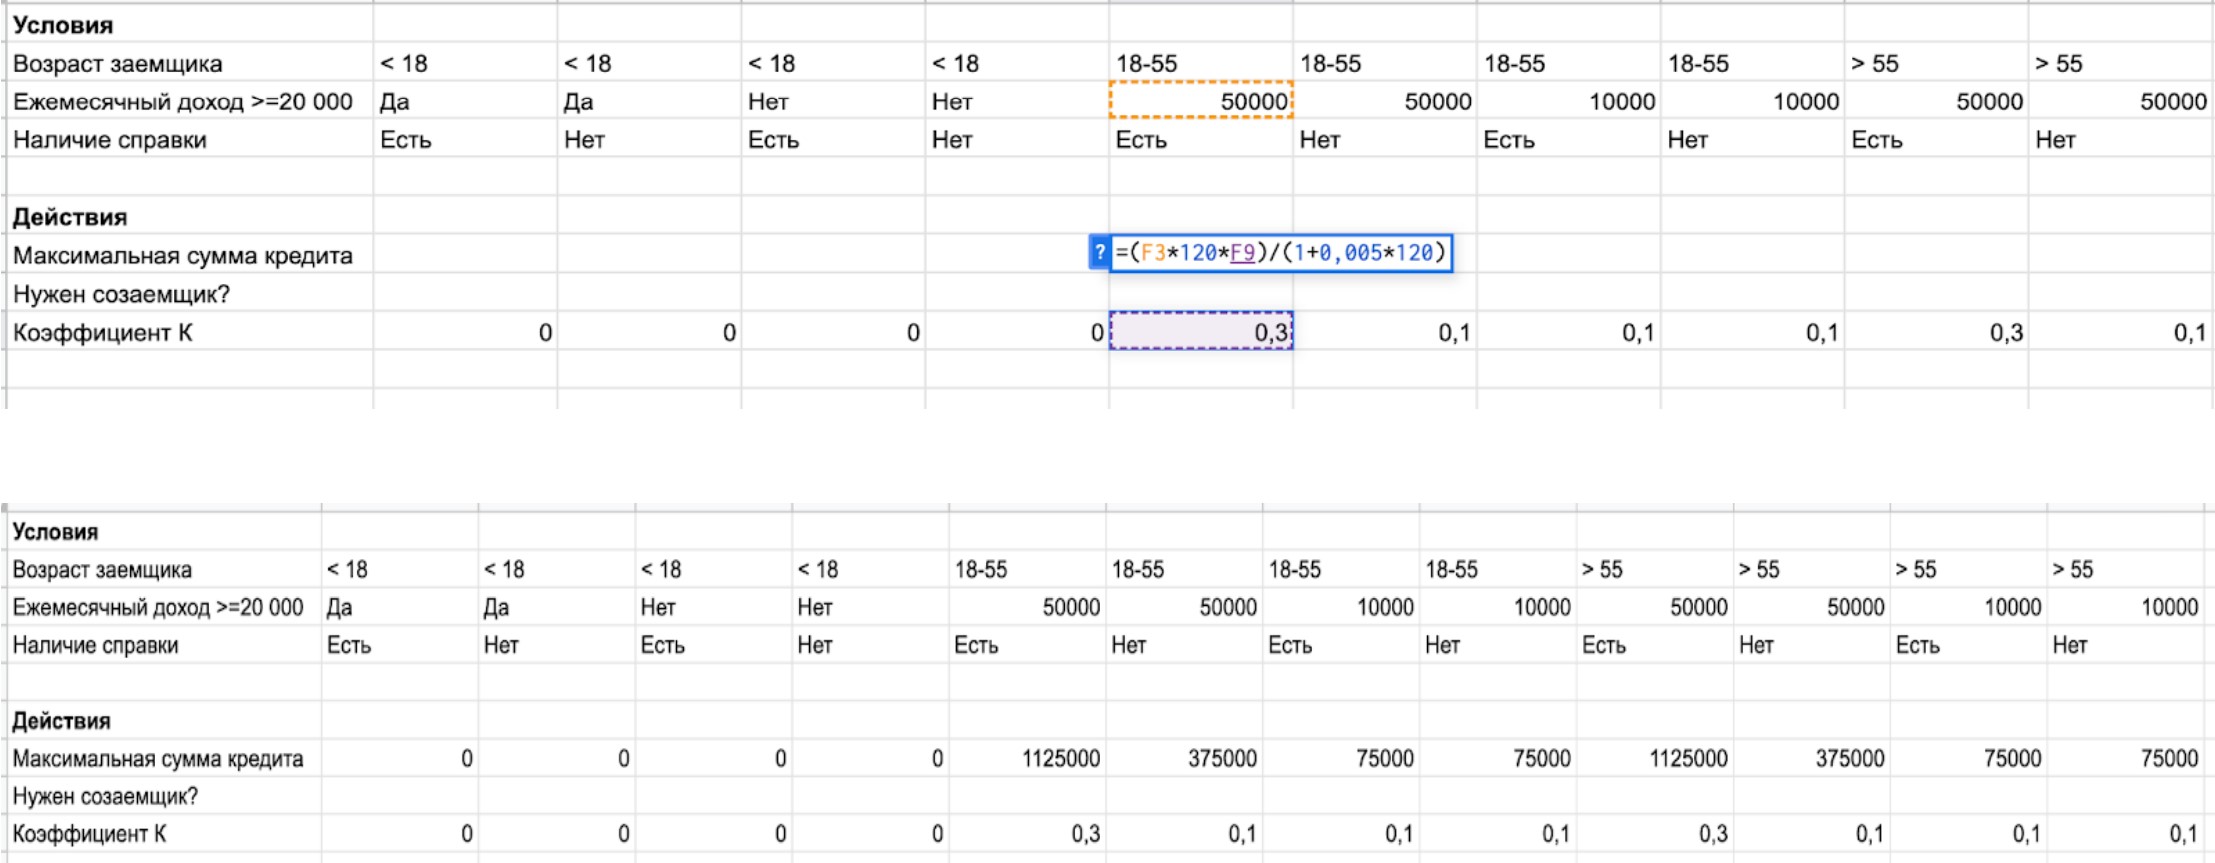 Условия
Возраст заемщика < 18 < 18 < 18 < 18 18-55 18-55 18-55 18-55 > 55 > 55
Ежемесячный доход >=20 000 Да Да Нет Нет 50000 50000 10000 10000 50000 50000
Наличие справки Есть Нет Есть Нет Есть Нет Есть Нет Есть Нет
Действия
Максимальная сумма кредита ? =(F3*120*F9)/(1+0,005*120)
Нужен созаемщик?
Коэффициент К 0 0 0 0 0,3 0,1 0,1 0,1 0,3 0,1
Условия
Возраст заемщика < 18 < 18 < 18 < 18 18-55 18-55 18-55 18-55 > 55 > 55 > 55 > 55
Ежемесячный доход >=20 000 Да Да Нет Нет 50000 50000 10000 10000 50000 50000 10000 10000
Наличие справки Есть Нет Есть Нет Есть Нет Есть Нет Есть Нет Есть Нет
Действия
Максимальная сумма кредита 0 0 0 0 1125000 375000 75000 75000 1125000 375000 75000 75000
Нужен созаемщик?
Коэффициент К 0 0 0 0 0,3 0,1 0,1 0,1 0,3 0,1 0,1 0,1